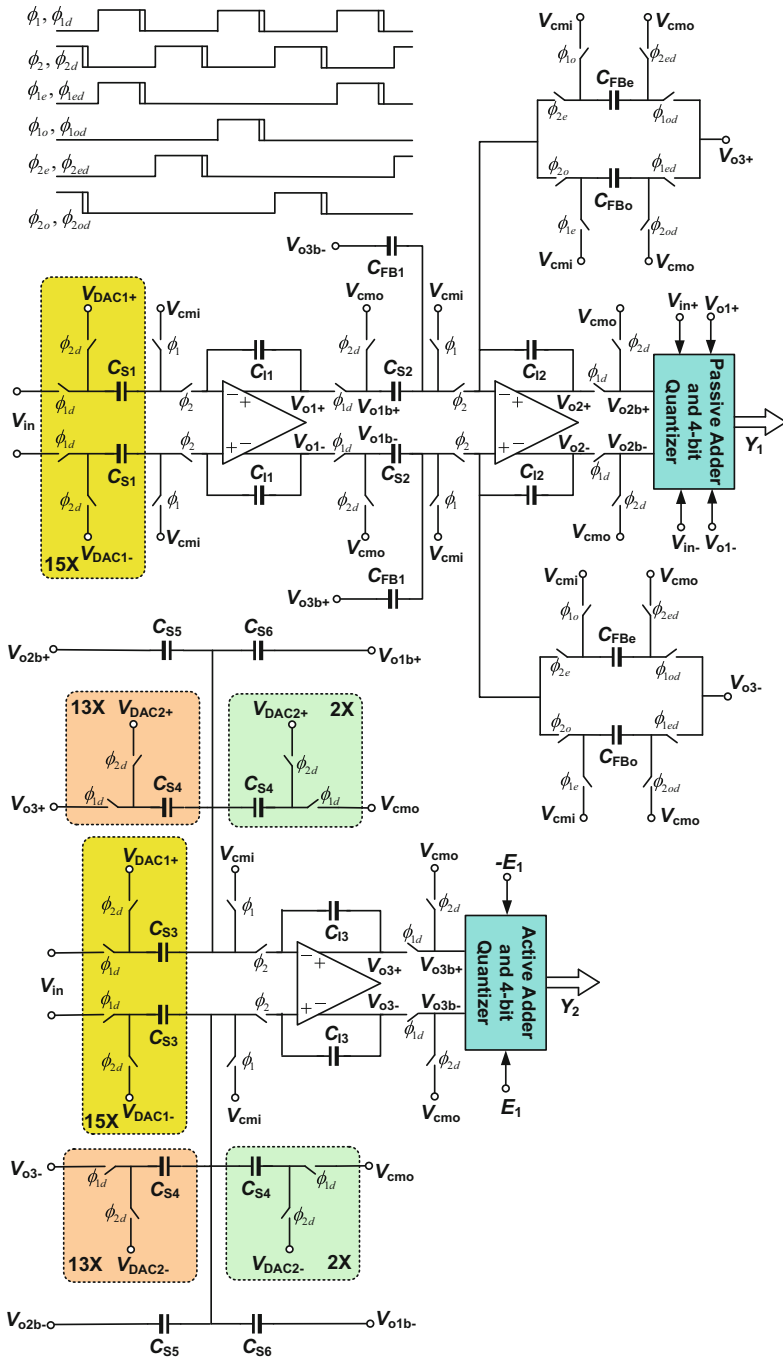 ϕ1, ϕ1d
ϕ2, ϕ2d
ϕ1e, ϕ1ed
ϕ1o, ϕ1od
ϕ2e, ϕ2ed
ϕ2o, ϕ2od
Vcmi Vcmo
ϕ1o ϕ2ed
CFBe
ϕ2e ϕ1od
Vo3+
ϕ2o ϕ1ed
CFBo
ϕ1e ϕ2od
Vcmi Vcmo
Vo3b-
CFB1
VDAC1+ Vcmi Vcmo Vcmi Vcmo Vin+ Vo1+
ϕ2d ϕ1 ϕ2d ϕ1 ϕ2d
CS1 ϕ2 CI1 CS2 ϕ2 CI2
ϕ1d Vo1+ ϕ1d Vo1b+ Vo2+ ϕ1d Vo2b+
Vin
− + + − − + + −
Passive Adder and 4-bit Quantizer
Y1
ϕ1d Vo1- ϕ1d Vo1b- Vo2- ϕ1d Vo2b-
CS1 ϕ2 CI1 CS2 ϕ2 CI2
ϕ2d ϕ1 ϕ2d ϕ1 ϕ2d
15X VDAC1- Vcmi Vcmo Vcmi Vcmo Vin- Vo1-
CFB1
Vo3b+
Vcmi Vcmo
ϕ1o ϕ2ed
CFBe
ϕ2e ϕ1od
Vo3-
ϕ2o ϕ1ed
CFBo
ϕ1e ϕ2od
Vcmi Vcmo
CS5 CS6
Vo2b+ Vo1b+
13X VDAC2+ VDAC2+ 2X
ϕ2d ϕ2d
ϕ1d CS4 CS4 ϕ1d
Vo3+ Vcmo
VDAC1+ Vcmi Vcmo -E1
ϕ2d ϕ1 ϕ2d
CS3 ϕ2 CI3 ϕ1d
ϕ1d Vo3+ Vo3b+
Vin
− + + −
Active Adder and 4-bit Quantizer
Y2
ϕ1d ϕ2 Vo3- Vo3b-
CS3 CI3 ϕ1d
ϕ2d ϕ1 ϕ2d
15X VDAC1- Vcmi Vcmo E1
Vo3- Vcmo
ϕ1d CS4 CS4 ϕ1d
ϕ2d ϕ2d
13X VDAC2- VDAC2- 2X
Vo2b- Vo1b-
CS5 CS6